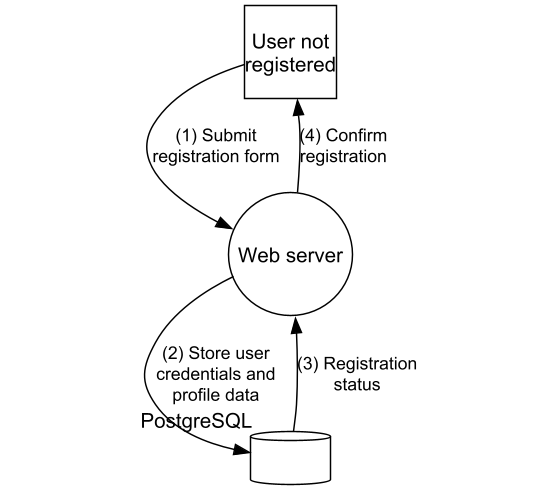 User not
registered
(1) Submit
registration form
(4) Confirm
registration
Web server
(2) Store user
credentials and
profile data
(3) Registration
status
PostgreSQL